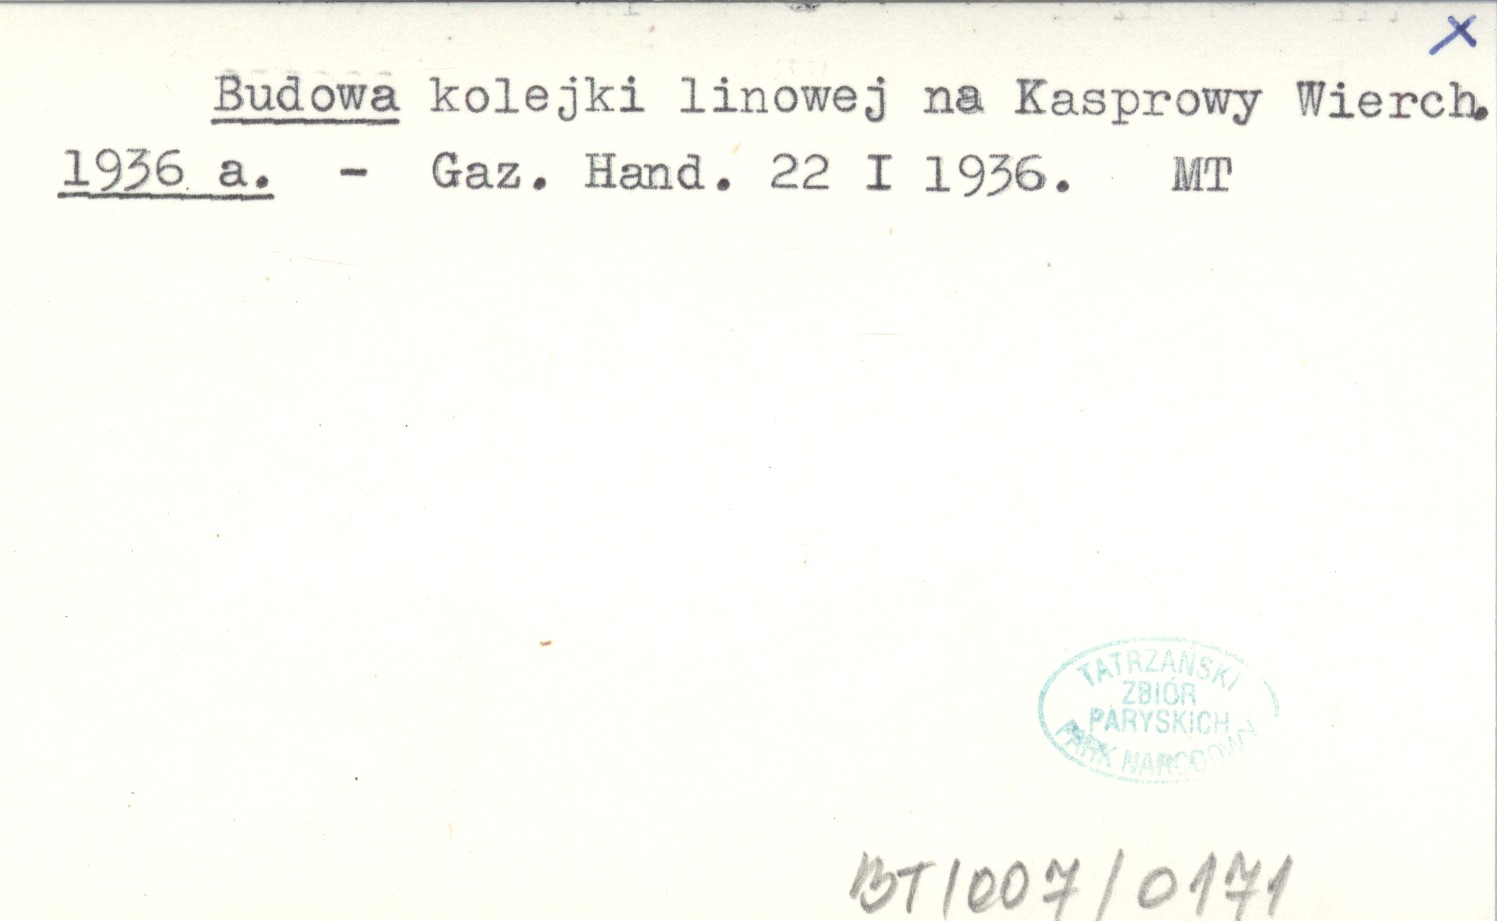 x
Budowa kolejki linowej na Kasprowy Wierch.
1936 a. - Gaz. Hand. 22 I 1936. MT
TATRZAŃSKI
ZBIÓR
PARYSKICH
PARK NARODOWY
BT/007/0171